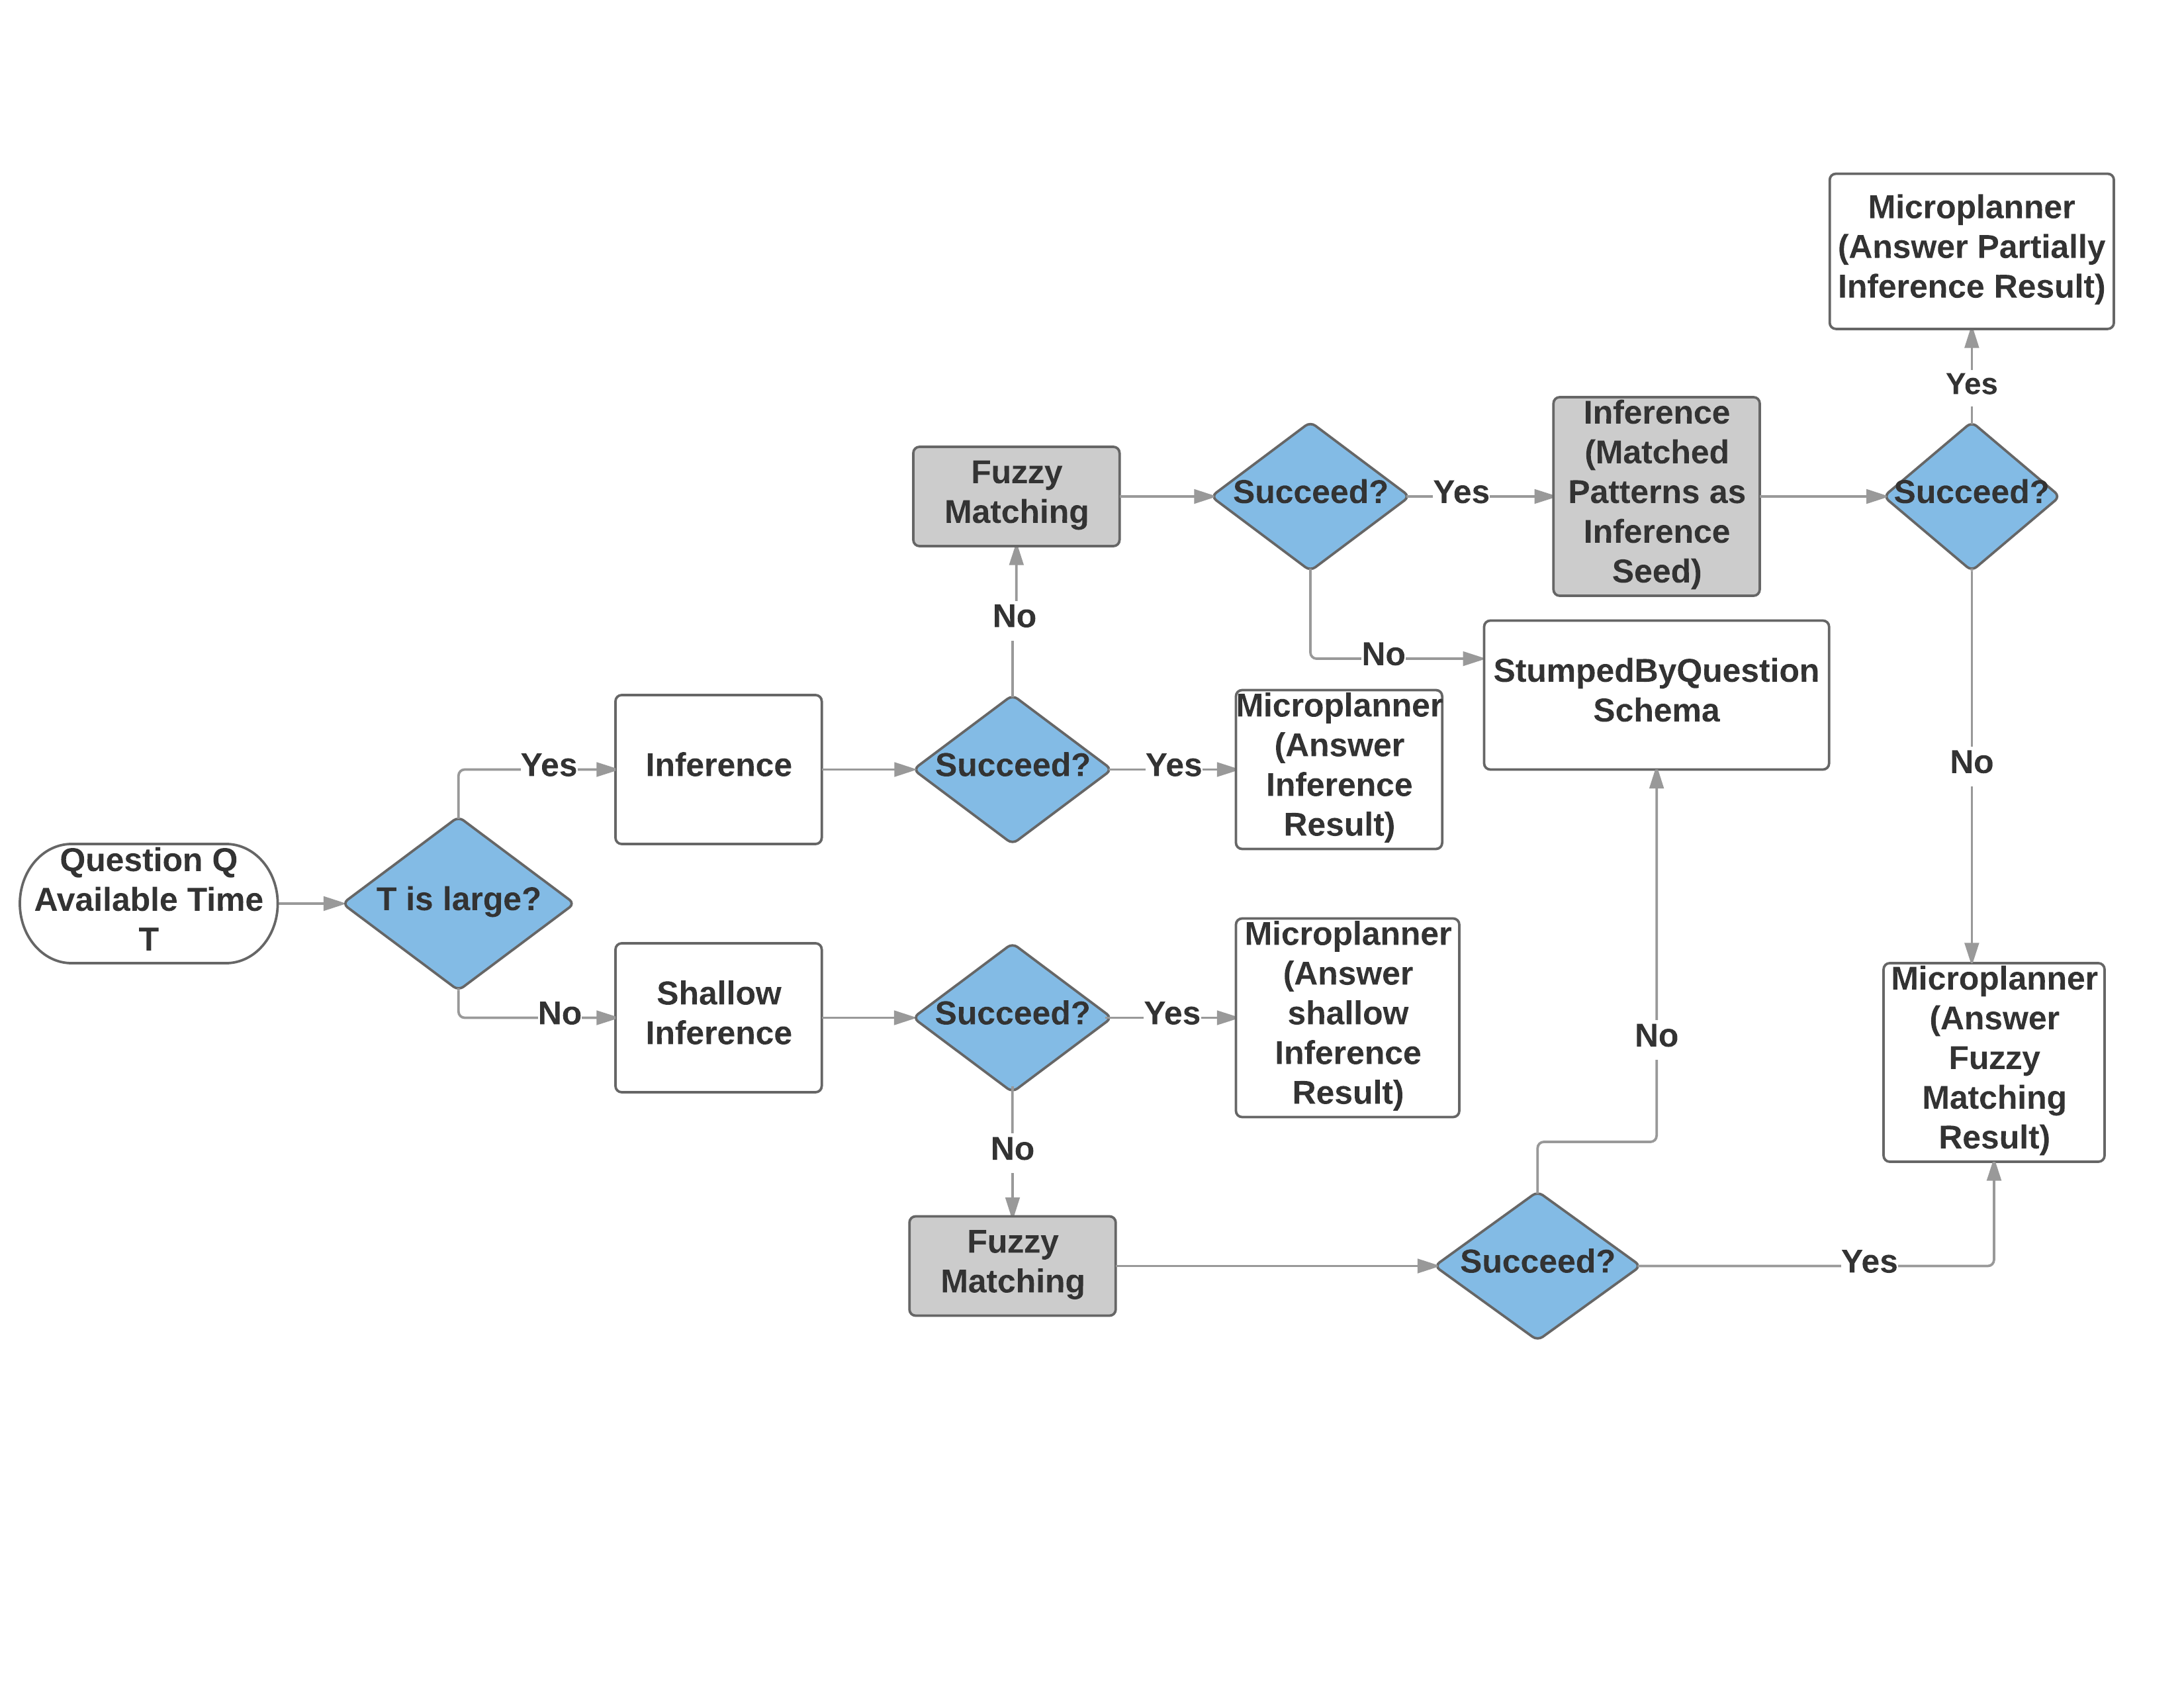 Microplanner
(Answer Partially
Inference Result)
Yes
Fuzzy
Matching
Succeed?
Yes
Inference
(Matched
Patterns as
Inference
Seed)
Succeed?
No
No
StumpedByQuestion
Schema
Yes
Inference
Succeed?
Yes
Microplanner
(Answer
Inference
Result)
No
Question Q
Available Time
T
T is large?
No
Shallow
Inference
Succeed?
Yes
Microplanner
(Answer
shallow
Inference
Result)
No
Microplanner
(Answer
Fuzzy
Matching
Result)
No
Fuzzy
Matching
Succeed?
Yes